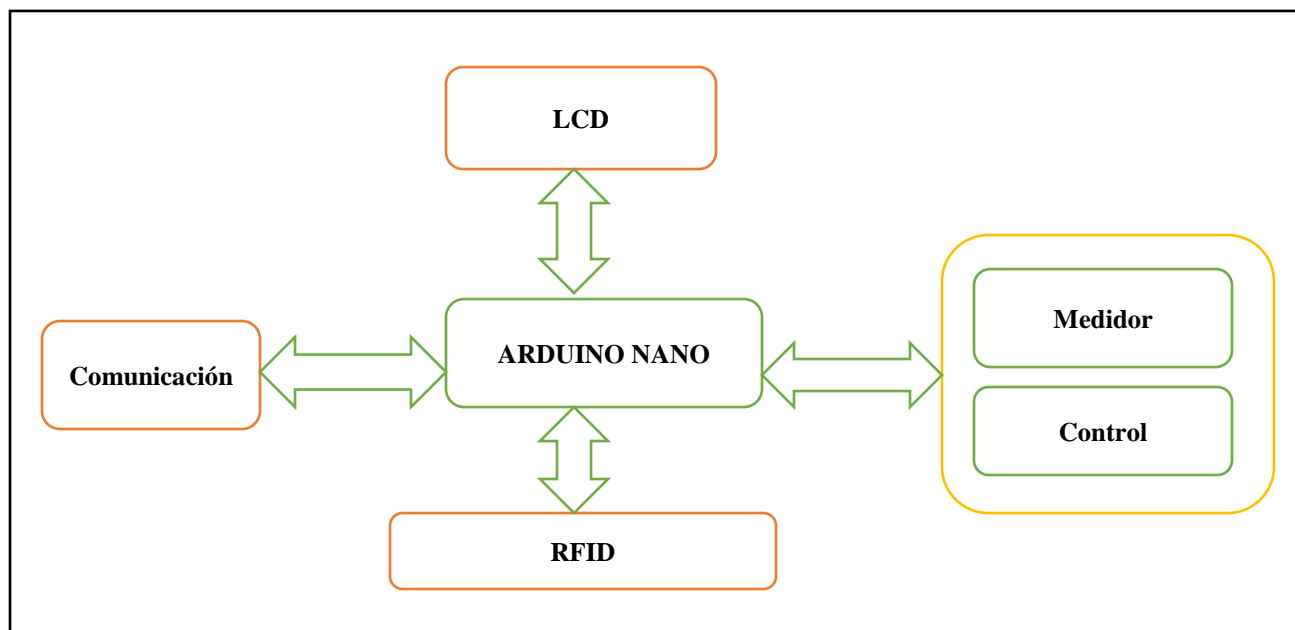 LCD
ARDUINO NANO
Comunicación
Medidor
Control
RFID